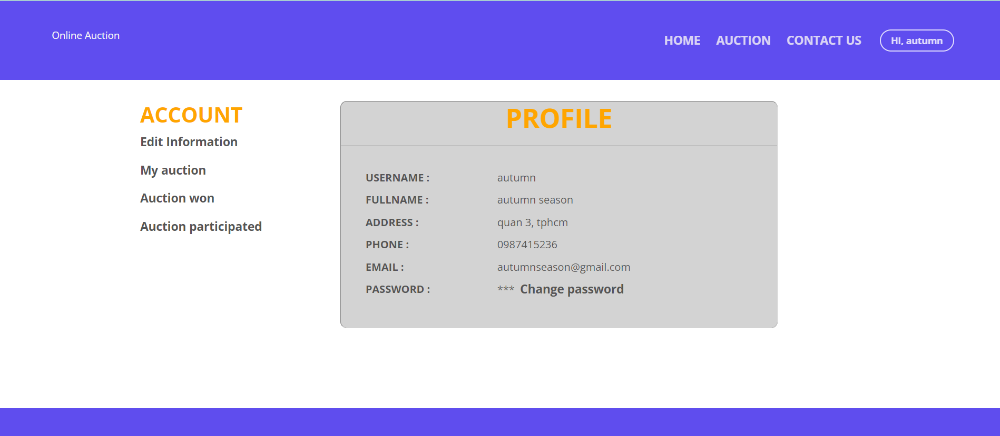 Online Auction
HOME AUCTION CONTACT US HI, autumn
ACCOUNT
Edit Information
My auction
Auction won
Auction participated
PROFILE
USERNAME : autumn
FULLNAME : autumn season
ADDRESS : quan 3, tphcm
PHONE : 0987415236
EMAIL : autumnseason@gmail.com
PASSWORD : *** Change password